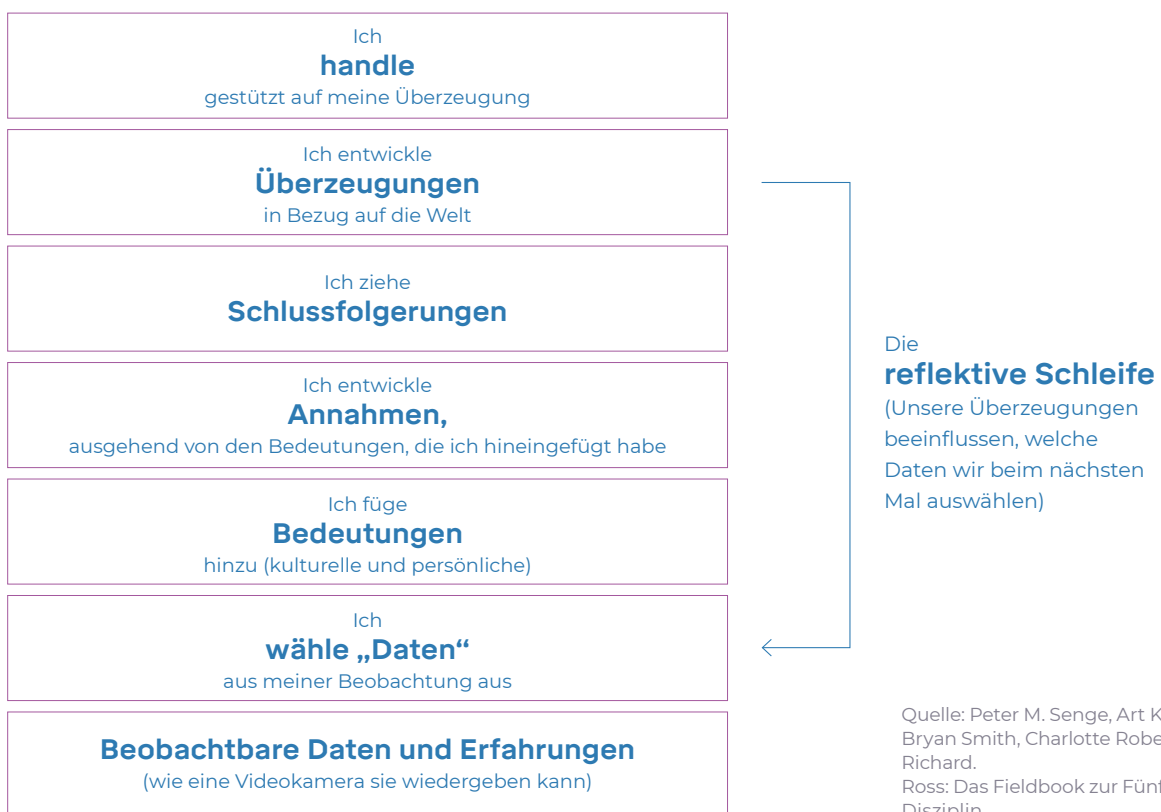 Ich
handle
gestützt auf meine Überzeugung
Ich entwickle
Überzeugungen
in Bezug auf die Welt
Ich ziehe
Schlussfolgerungen
Ich entwickle
Annahmen,
ausgehend von den Bedeutungen, die ich hineingefügt habe
Ich füge
Bedeutungen
hinzu (kulturelle und persönliche)
Ich
wähle „Daten“
aus meiner Beobachtung aus
Beobachtbare Daten und Erfahrungen
(wie eine Videokamera sie wiedergeben kann)
Die
reflektive Schleife
(Unsere Überzeugungen
beeinflussen, welche
Daten wir beim nächsten
Mal auswählen)
Quelle: Peter M. Senge, Art
Bryan Smith, Charlotte
Richard.
Ross: Das Fieldbook zur
Disziplin